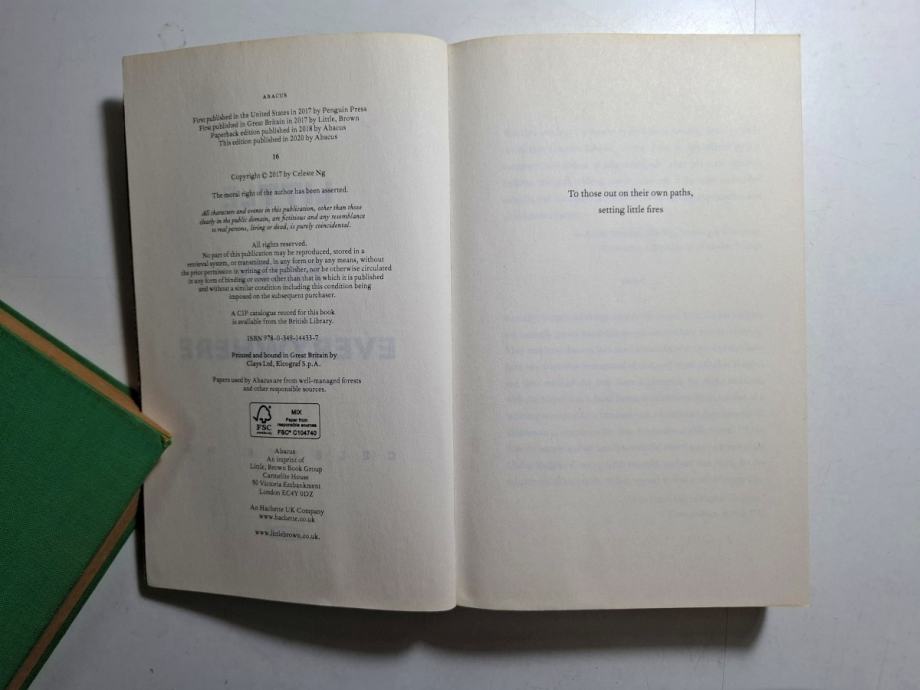 ABACUS
First published in the United States in 2017 by Penguin Press
First published in Great Britain in 2017 by Little, Brown
Paperback edition published in 2018 by Abacus
This edition published in 2020 by Abacus
16
Copyright © 2017 by Celeste Ng
The moral right of the author has been asserted.
All characters and events in this publication, other than those
clearly in the public domain, are fictitious and any resemblance
to real persons, living or dead, is purely coincidental.
All rights reserved.
No part of this publication may be reproduced, stored in a
retrieval system, or transmitted, in any form or by any means, without
the prior permission in writing of the publisher, nor be otherwise circulated
in any form of binding or cover other than that in which it is published
and without a similar condition including this condition being
imposed on the subsequent purchaser.
A CIP catalogue record for this book
is available from the British Library.
ISBN 978-0-349-14433-7
Printed and bound in Great Britain by
Clays Ltd, Elcograf S.p.A.
Papers used by Abacus are from well-managed forests
and other responsible sources.
FSC
MIX
Paper from
responsible sources
FSC® C104740
Abacus
An imprint of
Little, Brown Book Group
Carmelite House
50 Victoria Embankment
London EC4Y 0DZ
An Hachette UK Company
www.hachette.co.uk
www.littlebrown.co.uk
To those out on their own paths,
setting little fires